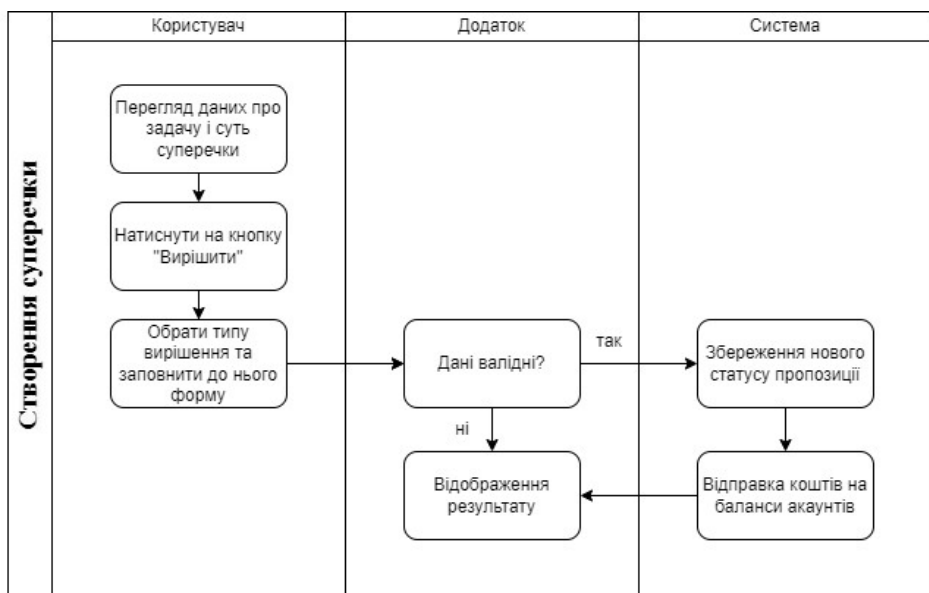 Користувач
Додаток
Система
Створення суперечки
Перегляд даних про
задачу і суть
суперечки
Натиснути на кнопку
"Вирішити"
Обрати типу
вирішення та
заповнити до нього
форму
Дані валідні?
так
Збереження нового
статусу пропозиції
ні
Відображення
результату
Відправка коштів на
баланси акаунтів